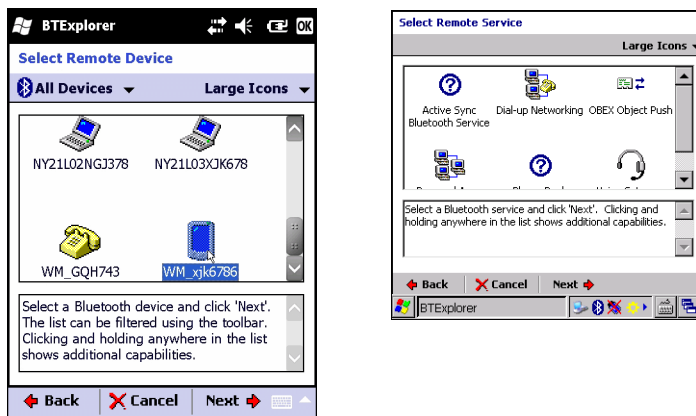 BTExplorer
OK
Select Remote Device
All Devices
Large Icons
NY21L02NGJ378
NY21L03XJK678
WM_GQH743
WM_xjk6786
Select a Bluetooth device and click 'Next'.
The list can be filtered using the toolbar.
Clicking and holding anywhere in the list
shows additional capabilities.
Back
Cancel
Next
Select Remote Service
Large Icons
Active Sync
Bluetooth Service
Dial-up Networking
OBEX Object Push
Select a Bluetooth service and click 'Next'. Clicking and
holding anywhere in the list shows additional capabilities.
Back
Cancel
Next
BTExplorer